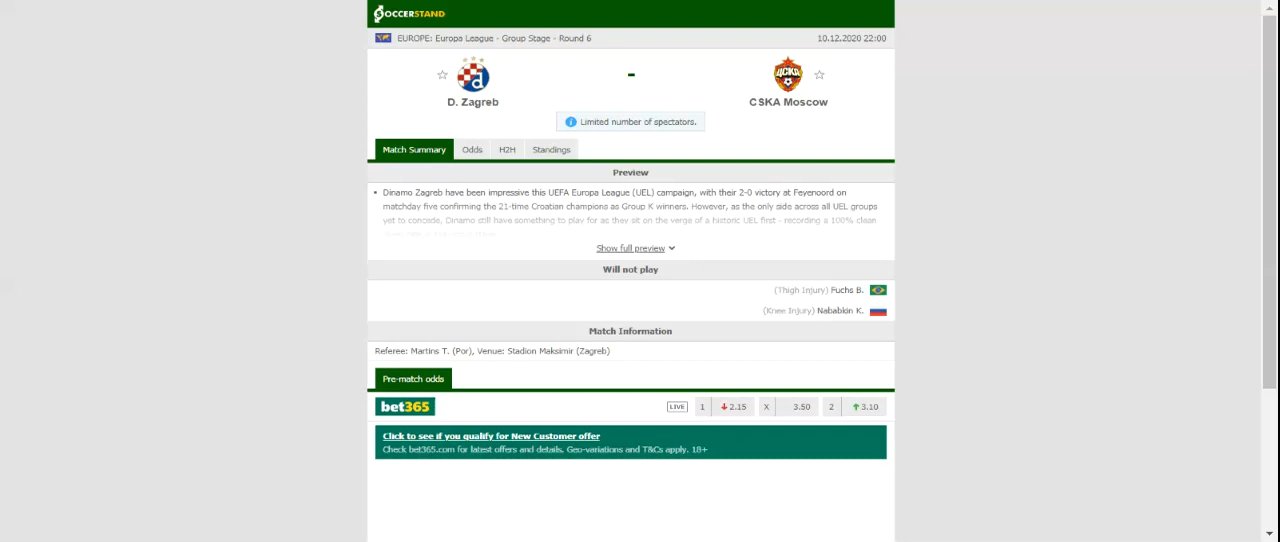 SOCCERSTAND
EUROPE: Europa League - Group Stage - Round 6
10.12.2020 22:00
-
D. Zagreb
ЦСКА
CSKA Moscow
Limited number of spectators.
Match Summary
Odds
H2H
Standings
Preview
Dinamo Zagreb have been impressive this UEFA Europa League (UEL) campaign, with their 2-0 victory at Feyenoord on
matchday five confirming the 21-time Croatian champions as Group K winners. However, as the only side across all UEL groups
yet to concede, Dinamo still have something to play for as they sit on the verge of a historic UEL first - recording a 100% clean
Show full preview
Will not play
(Thigh Injury) Fuchs B.
(Knee Injury) Nababkin K.
Match Information
Referee: Martins T. (Por), Venue: Stadion Maksimir (Zagreb)
Pre-match odds
bet365
LIVE
1
2.15
X
3.50
2
3.10
Click to see if you qualify for New Customer offer
Check bet365.com for latest offers and details. Geo-variations and T&Cs apply. 18+